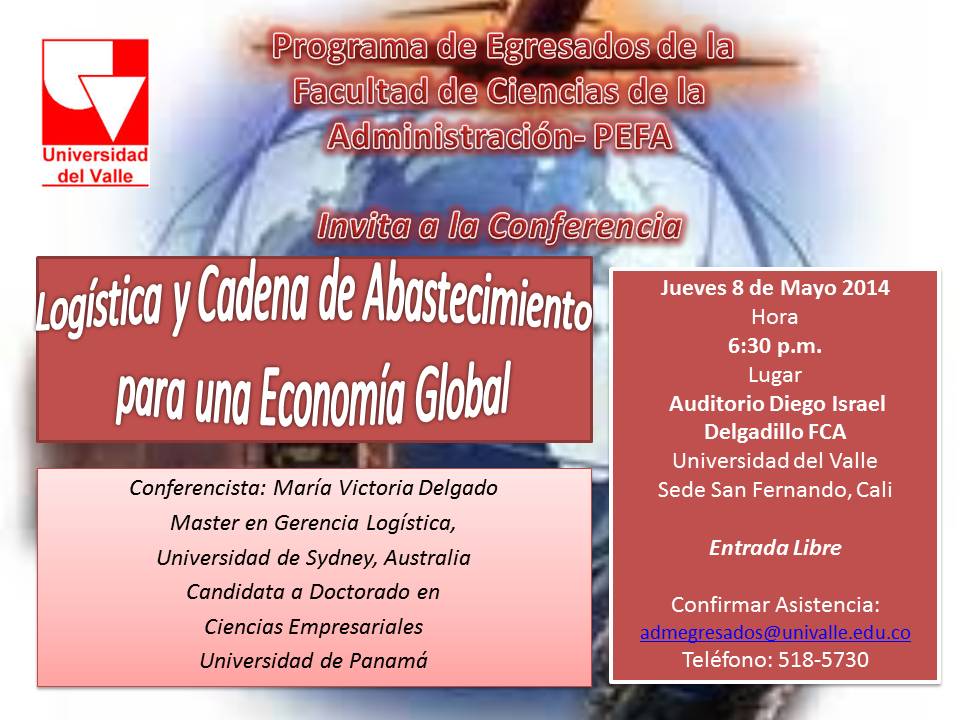 Universidad
del Valle
Programa de Egresados de la
Facultad de Ciencias de la
Administración- PEFA
Invita a la Conferencia
Logística y Cadena de Abastecimiento
para una Economía Global
Conferencista: María Victoria Delgado
Master en Gerencia Logística,
Universidad de Sydney, Australia
Candidata a Doctorado en
Ciencias Empresariales
Universidad de Panamá
Jueves 8 de Mayo 2014
Hora
6:30 p.m.
Lugar
Auditorio Diego Israel
Delgadillo FCA
Universidad del Valle
Sede San Fernando, Cali
Entrada Libre
Confirmar Asistencia:
admegresados@univalle.edu.co
Teléfono: 518-5730